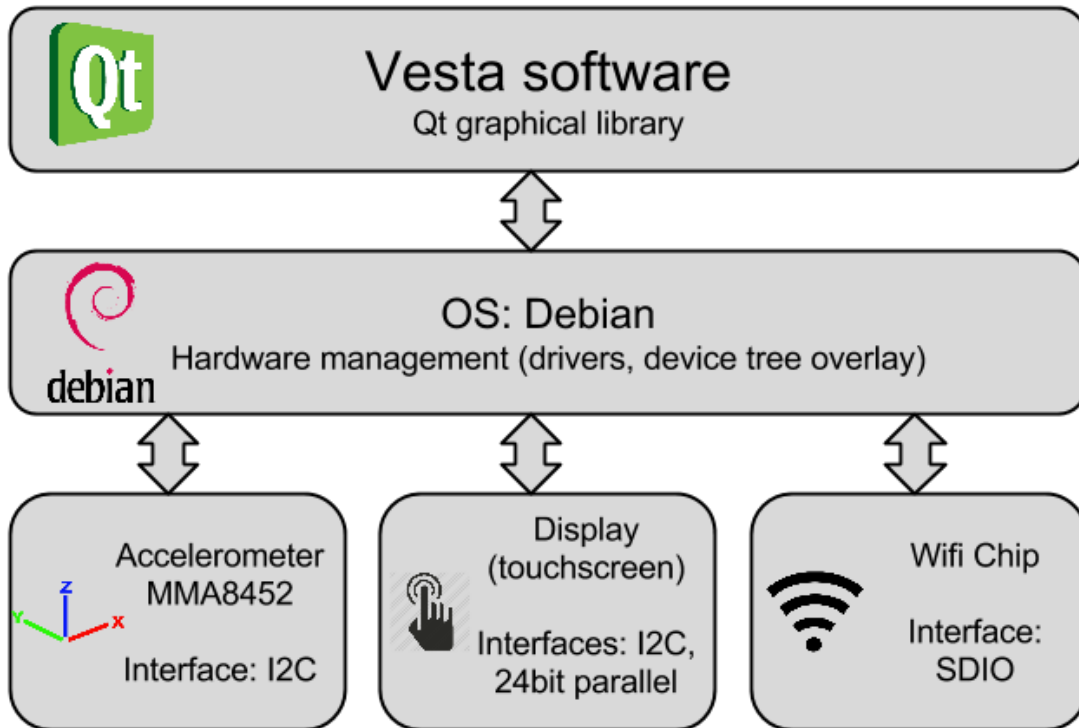 Qt
Vesta software
Qt graphical library
OS: Debian
Hardware management (drivers, device tree overlay)
debian
Accelerometer
MMA8452
Z
Y
X
Interface: I2C
Display
(touchscreen)
Interfaces: I2C,
24bit parallel
Wifi Chip
Interface:
SDIO